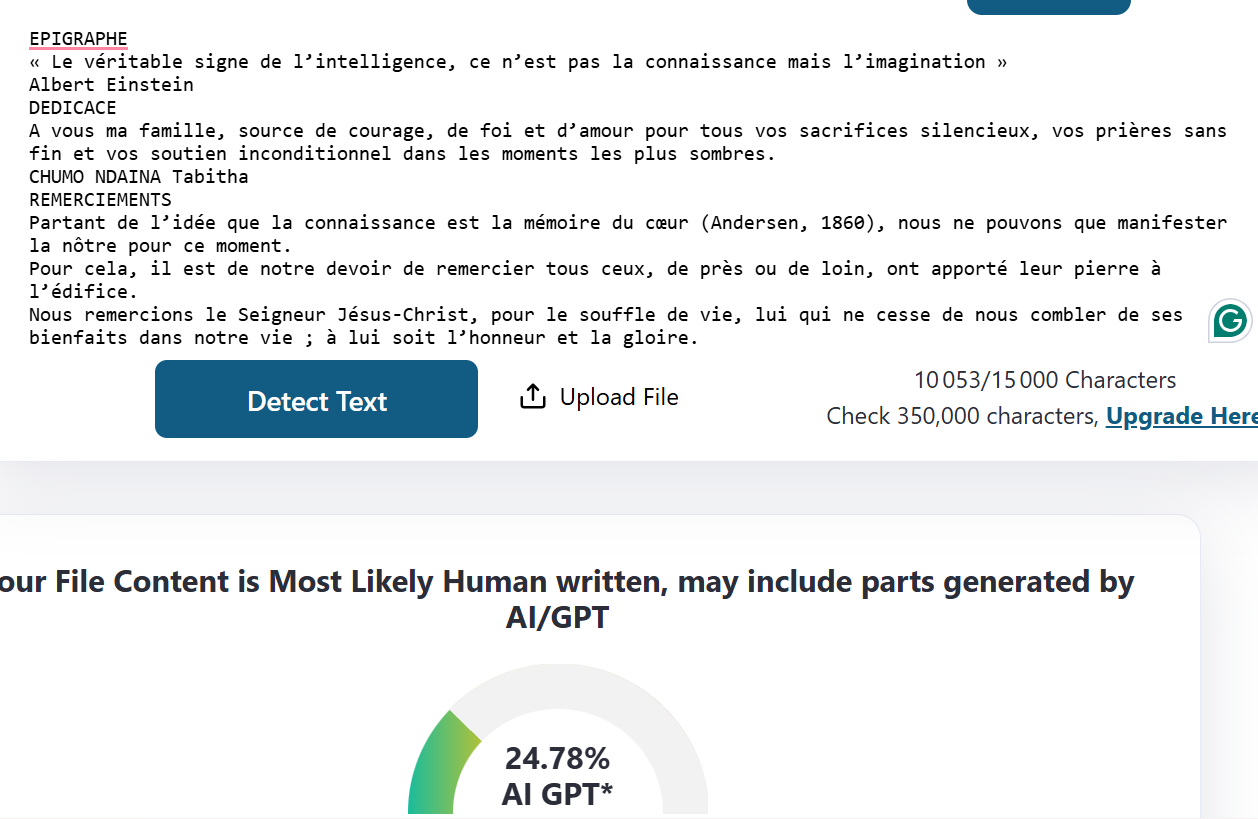 EPIGRAPHE
« Le véritable signe de l’intelligence, ce n’est pas la connaissance mais l’imagination »
Albert Einstein
DEDICACE
A vous ma famille, source de courage, de foi et d’amour pour tous vos sacrifices silencieux, vos prières sans
fin et vos soutien inconditionnel dans les moments les plus sombres.
CHUMO NDAINA Tabitha
REMERCIEMENTS
Partant de l’idée que la connaissance est la mémoire du cœur (Andersen, 1860), nous ne pouvons que manifester
la nôtre pour ce moment.
Pour cela, il est de notre devoir de remercier tous ceux, de près ou de loin, ont apporté leur pierre à
l’édifice.
Nous remercions le Seigneur Jésus-Christ, pour le souffle de vie, lui qui ne cesse de nous combler de ses
bienfaits dans notre vie ; à lui soit l’honneur et la gloire.
Detect Text
Upload File
10 053/15 000 Characters
Check 350,000 characters, Upgrade Here
our File Content is Most Likely Human written, may include parts generated by
AI/GPT
24.78%
AI GPT*